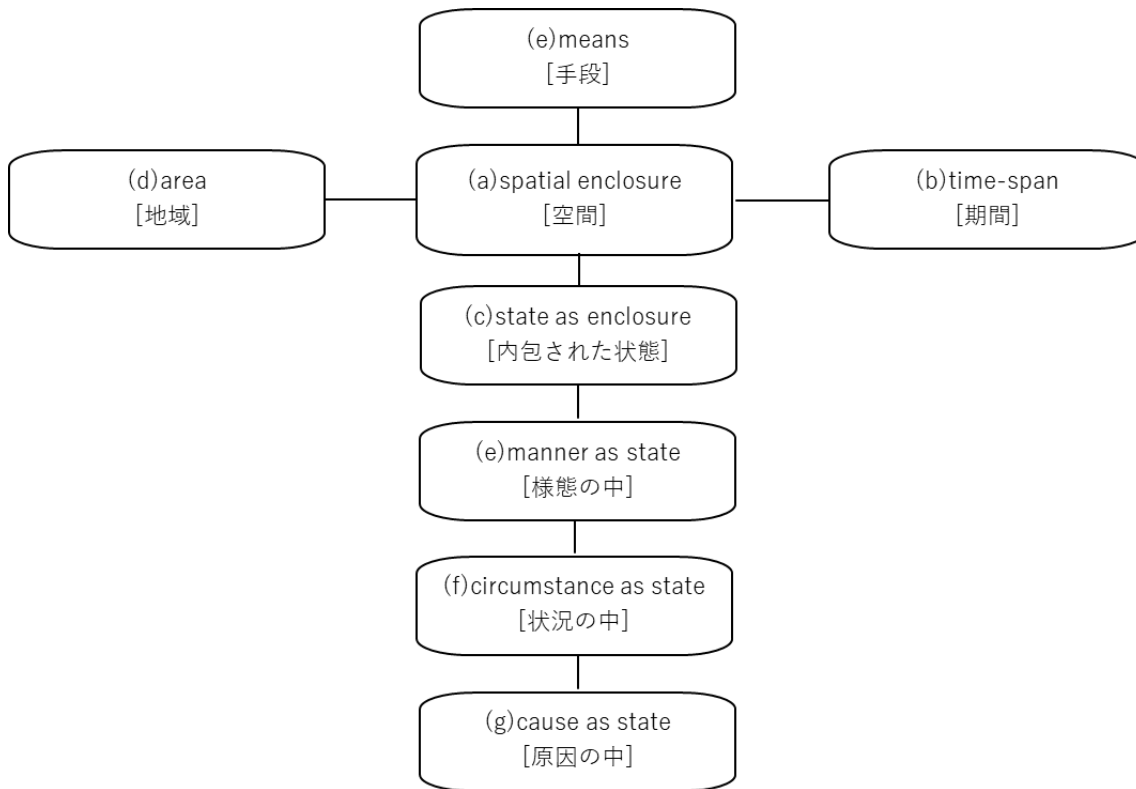 (e)means
[手段]
(d)area
[地域]
(a)spatial enclosure
[空間]
(b)time-span
[期間]
(c)state as enclosure
[内包された状態]
(e)manner as state
[様態の中]
(f)circumstance as state
[状況の中]
(g)cause as state
[原因の中]